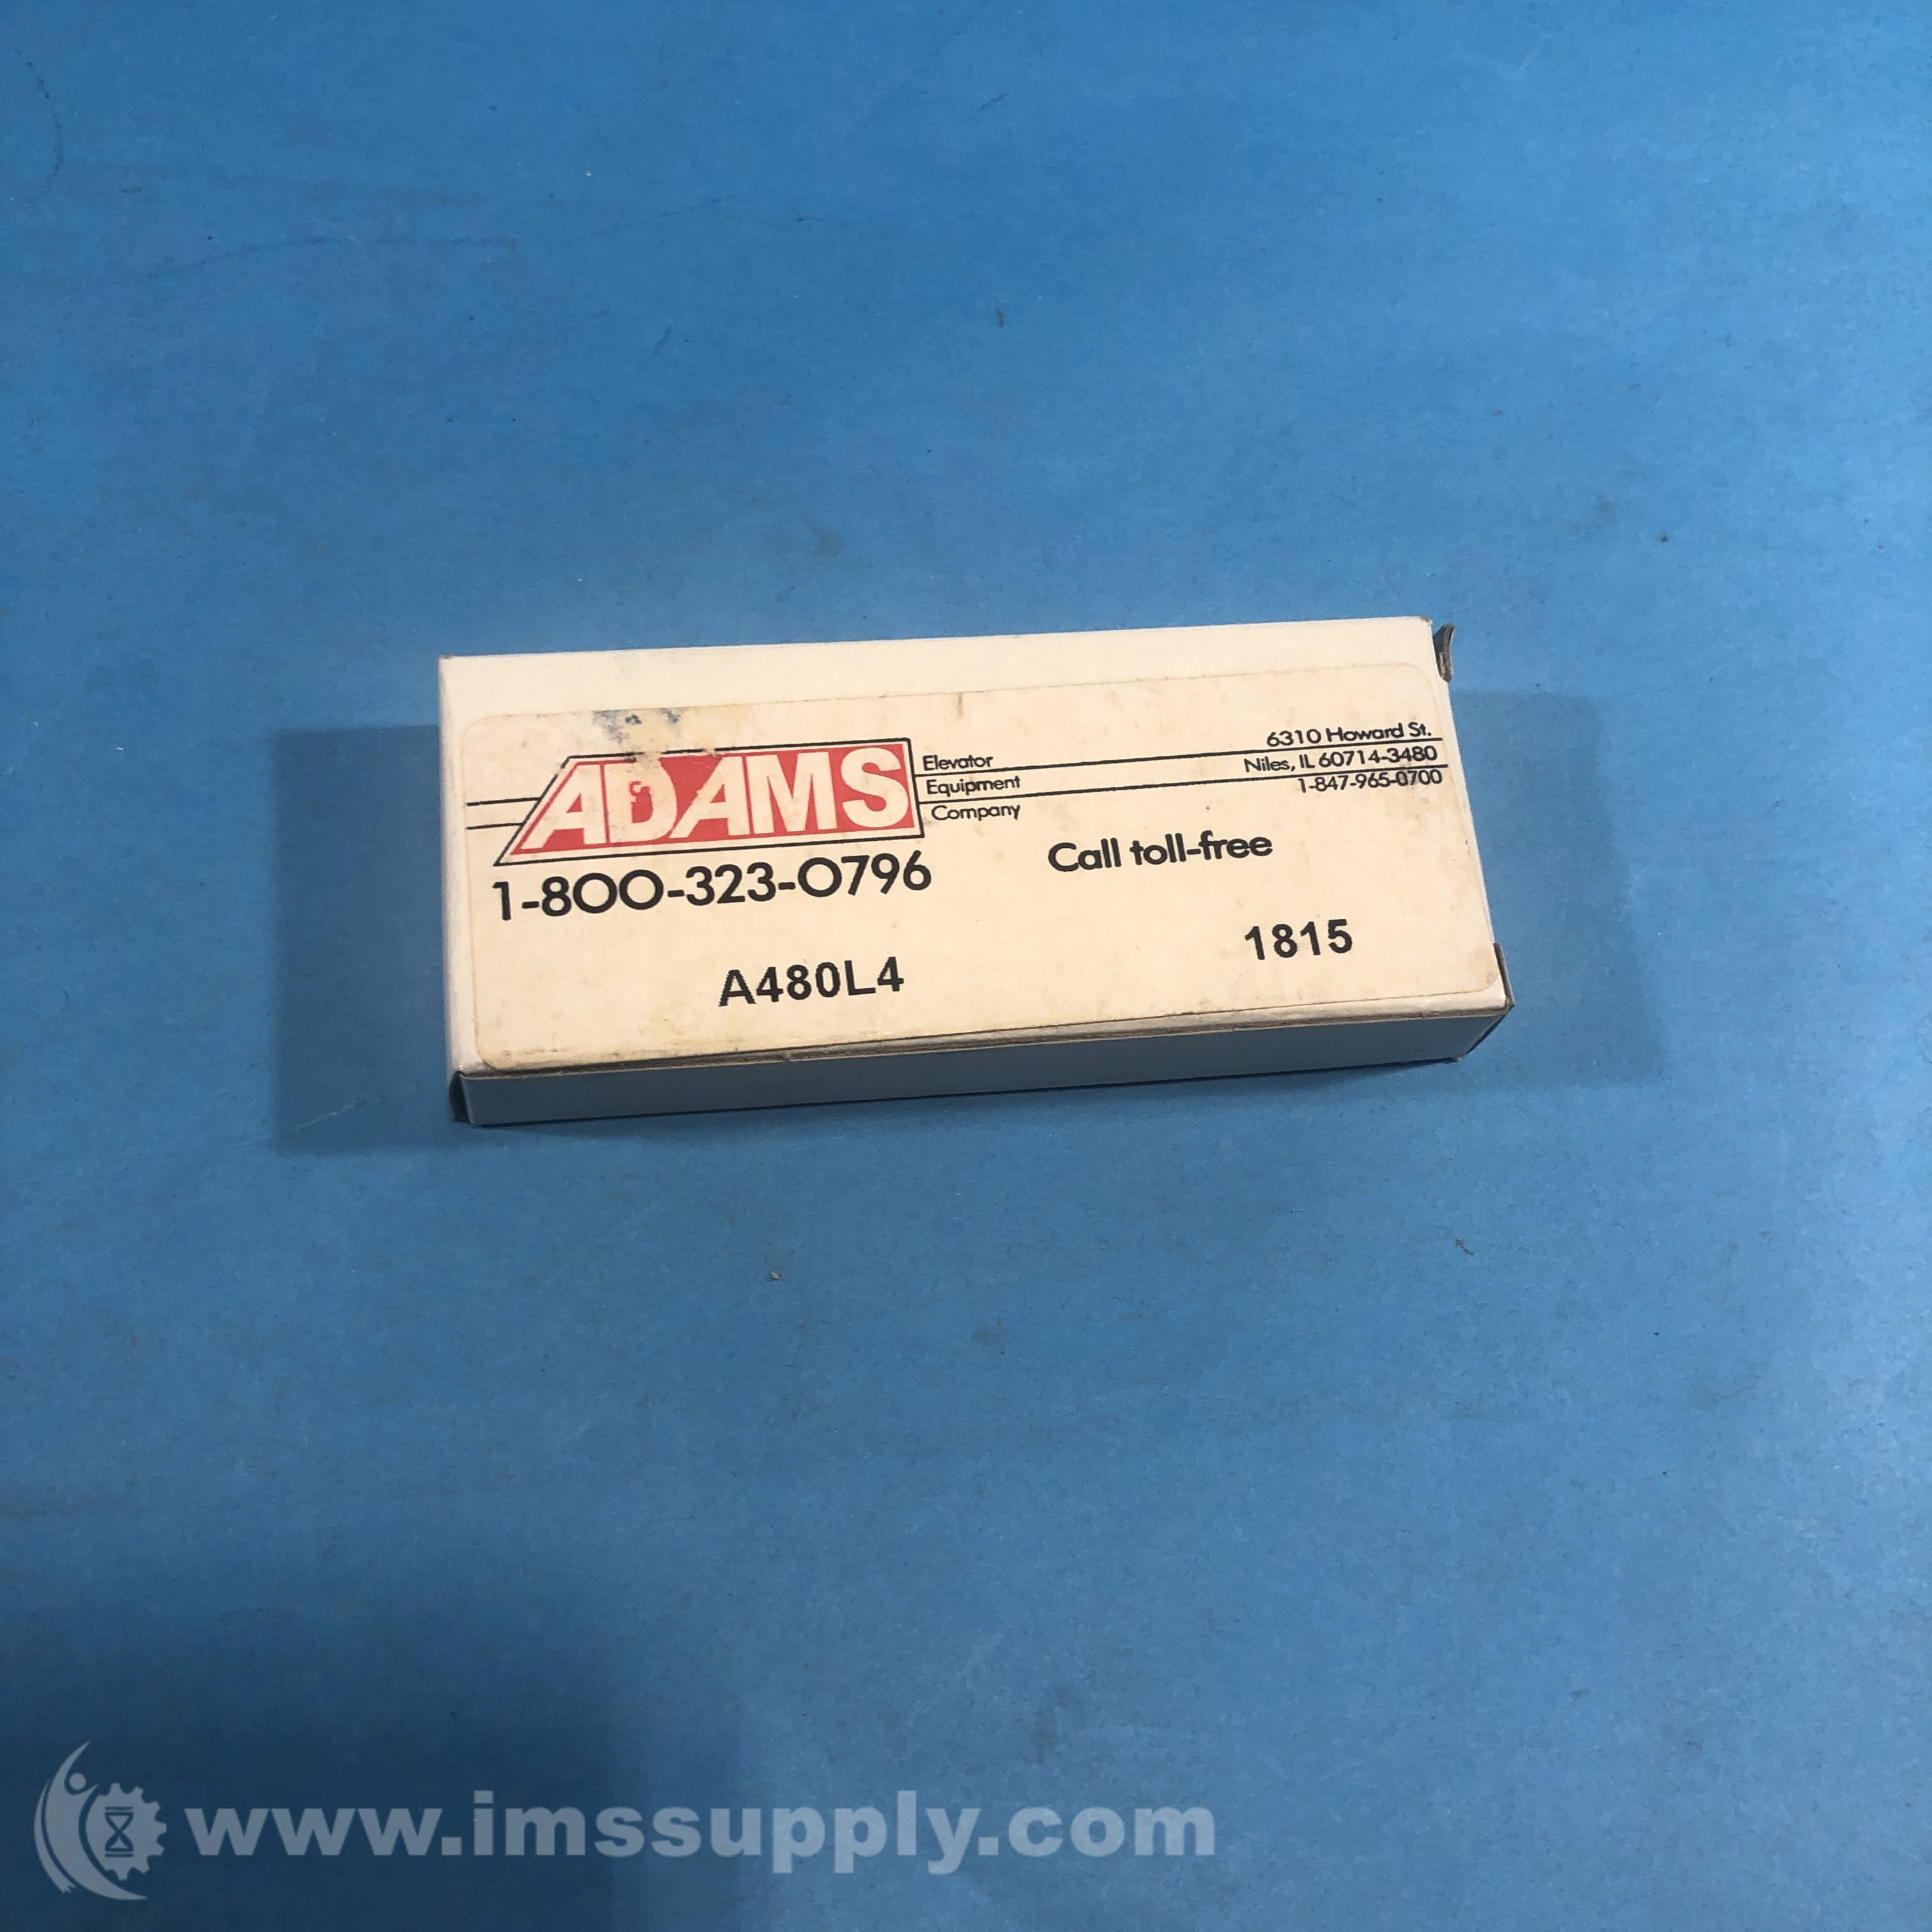 ADAMS
Elevator
Equipment
Company
6310 Howard St.
Niles, IL 60714-3480
1-847-965-0700
1-800-323-0796
Call toll-free
A480L4
1815
www.imssupply.com